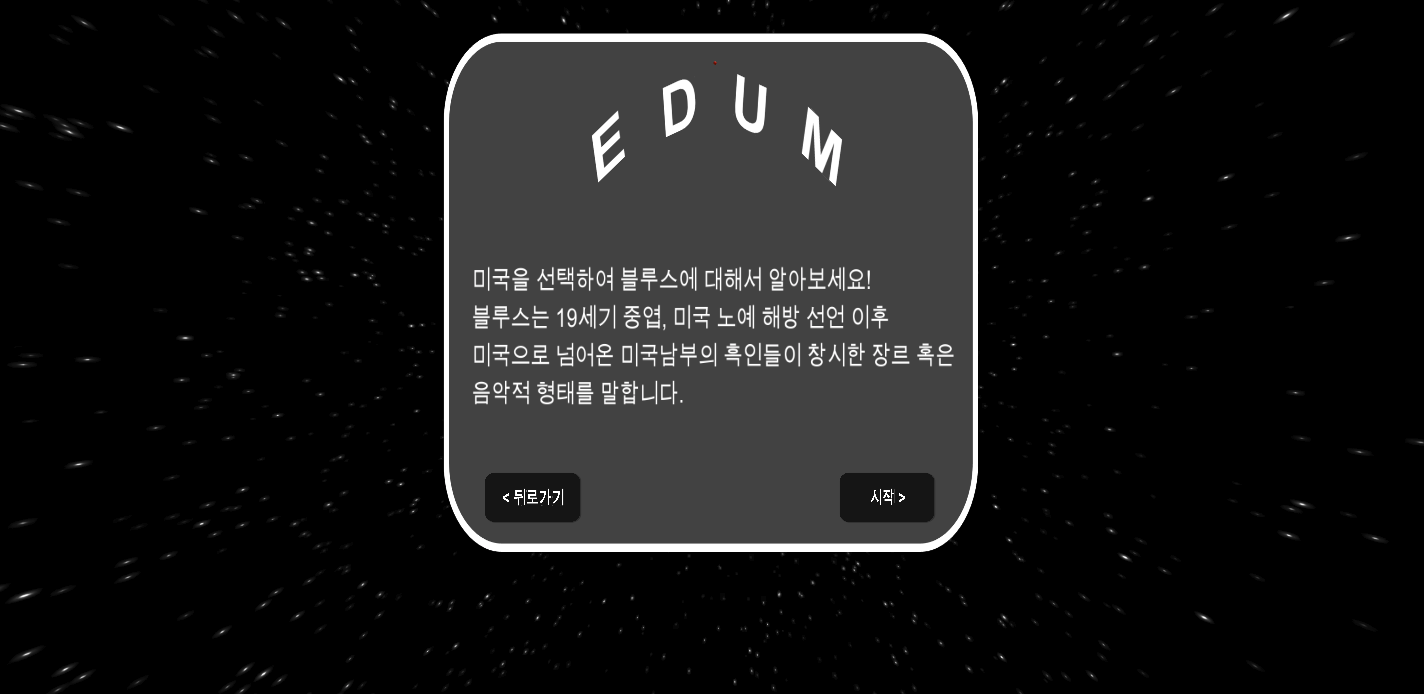 EDUM
미국을 선택하여 블루스에 대해서 알아보세요!
블루스는 19세기 중엽, 미국 노예 해방 선언 이후
미국으로 넘어온 미국남부의 흑인들이 창시한 장르 혹은
음악적 형태를 말합니다.
< 뒤로가기
시작 >